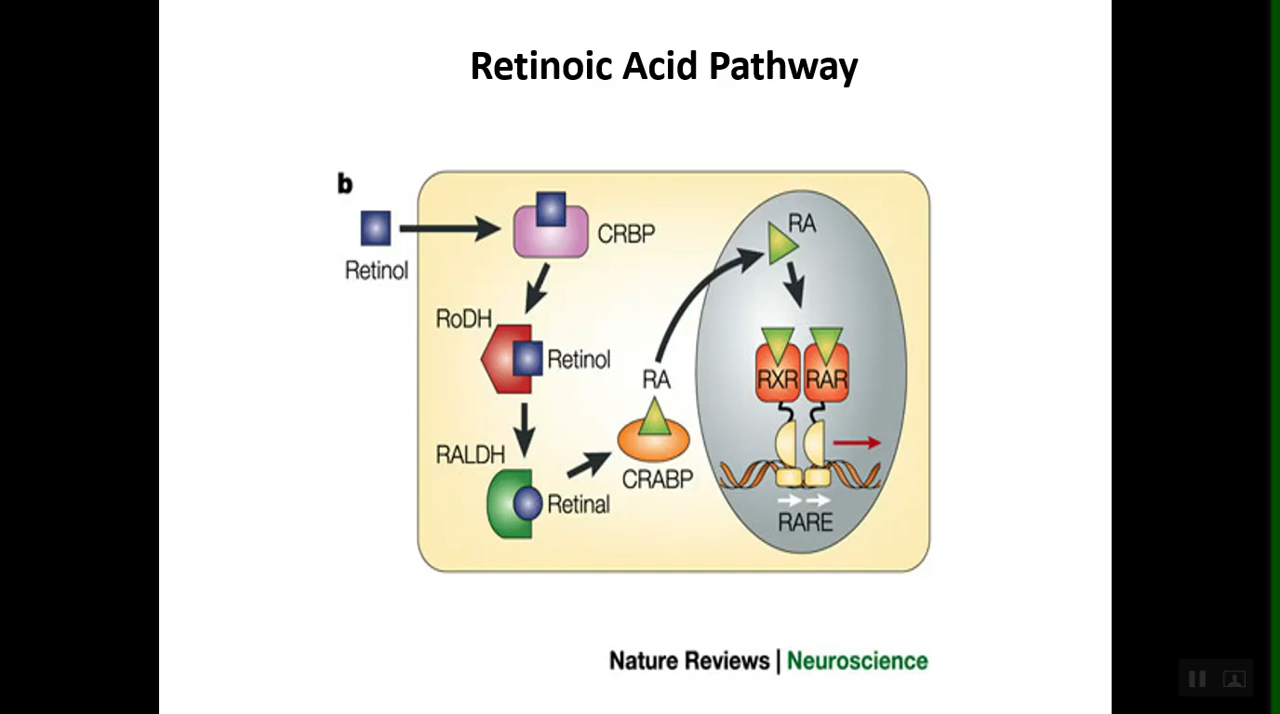 Retinoic Acid Pathway
b
Retinol
CRBP
RoDH
Retinol
RALDH
Retinal
RA
CRABP
RA
RXR RAR
RARE
Nature Reviews | Neuroscience